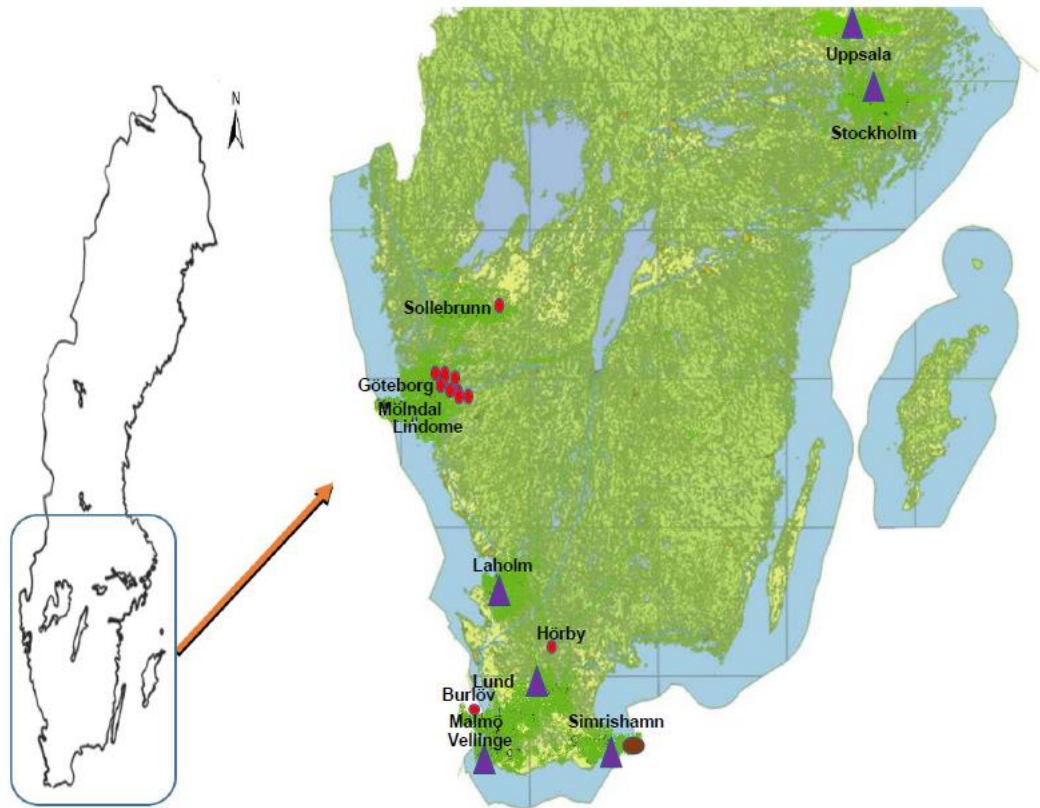 N
Uppsala
Stockholm
Sollebrunn
Göteborg
Mölndal
Lindome
Laholm
Hörby
Lund
Burlöv
Malmö
Simrishamn
Vellinge